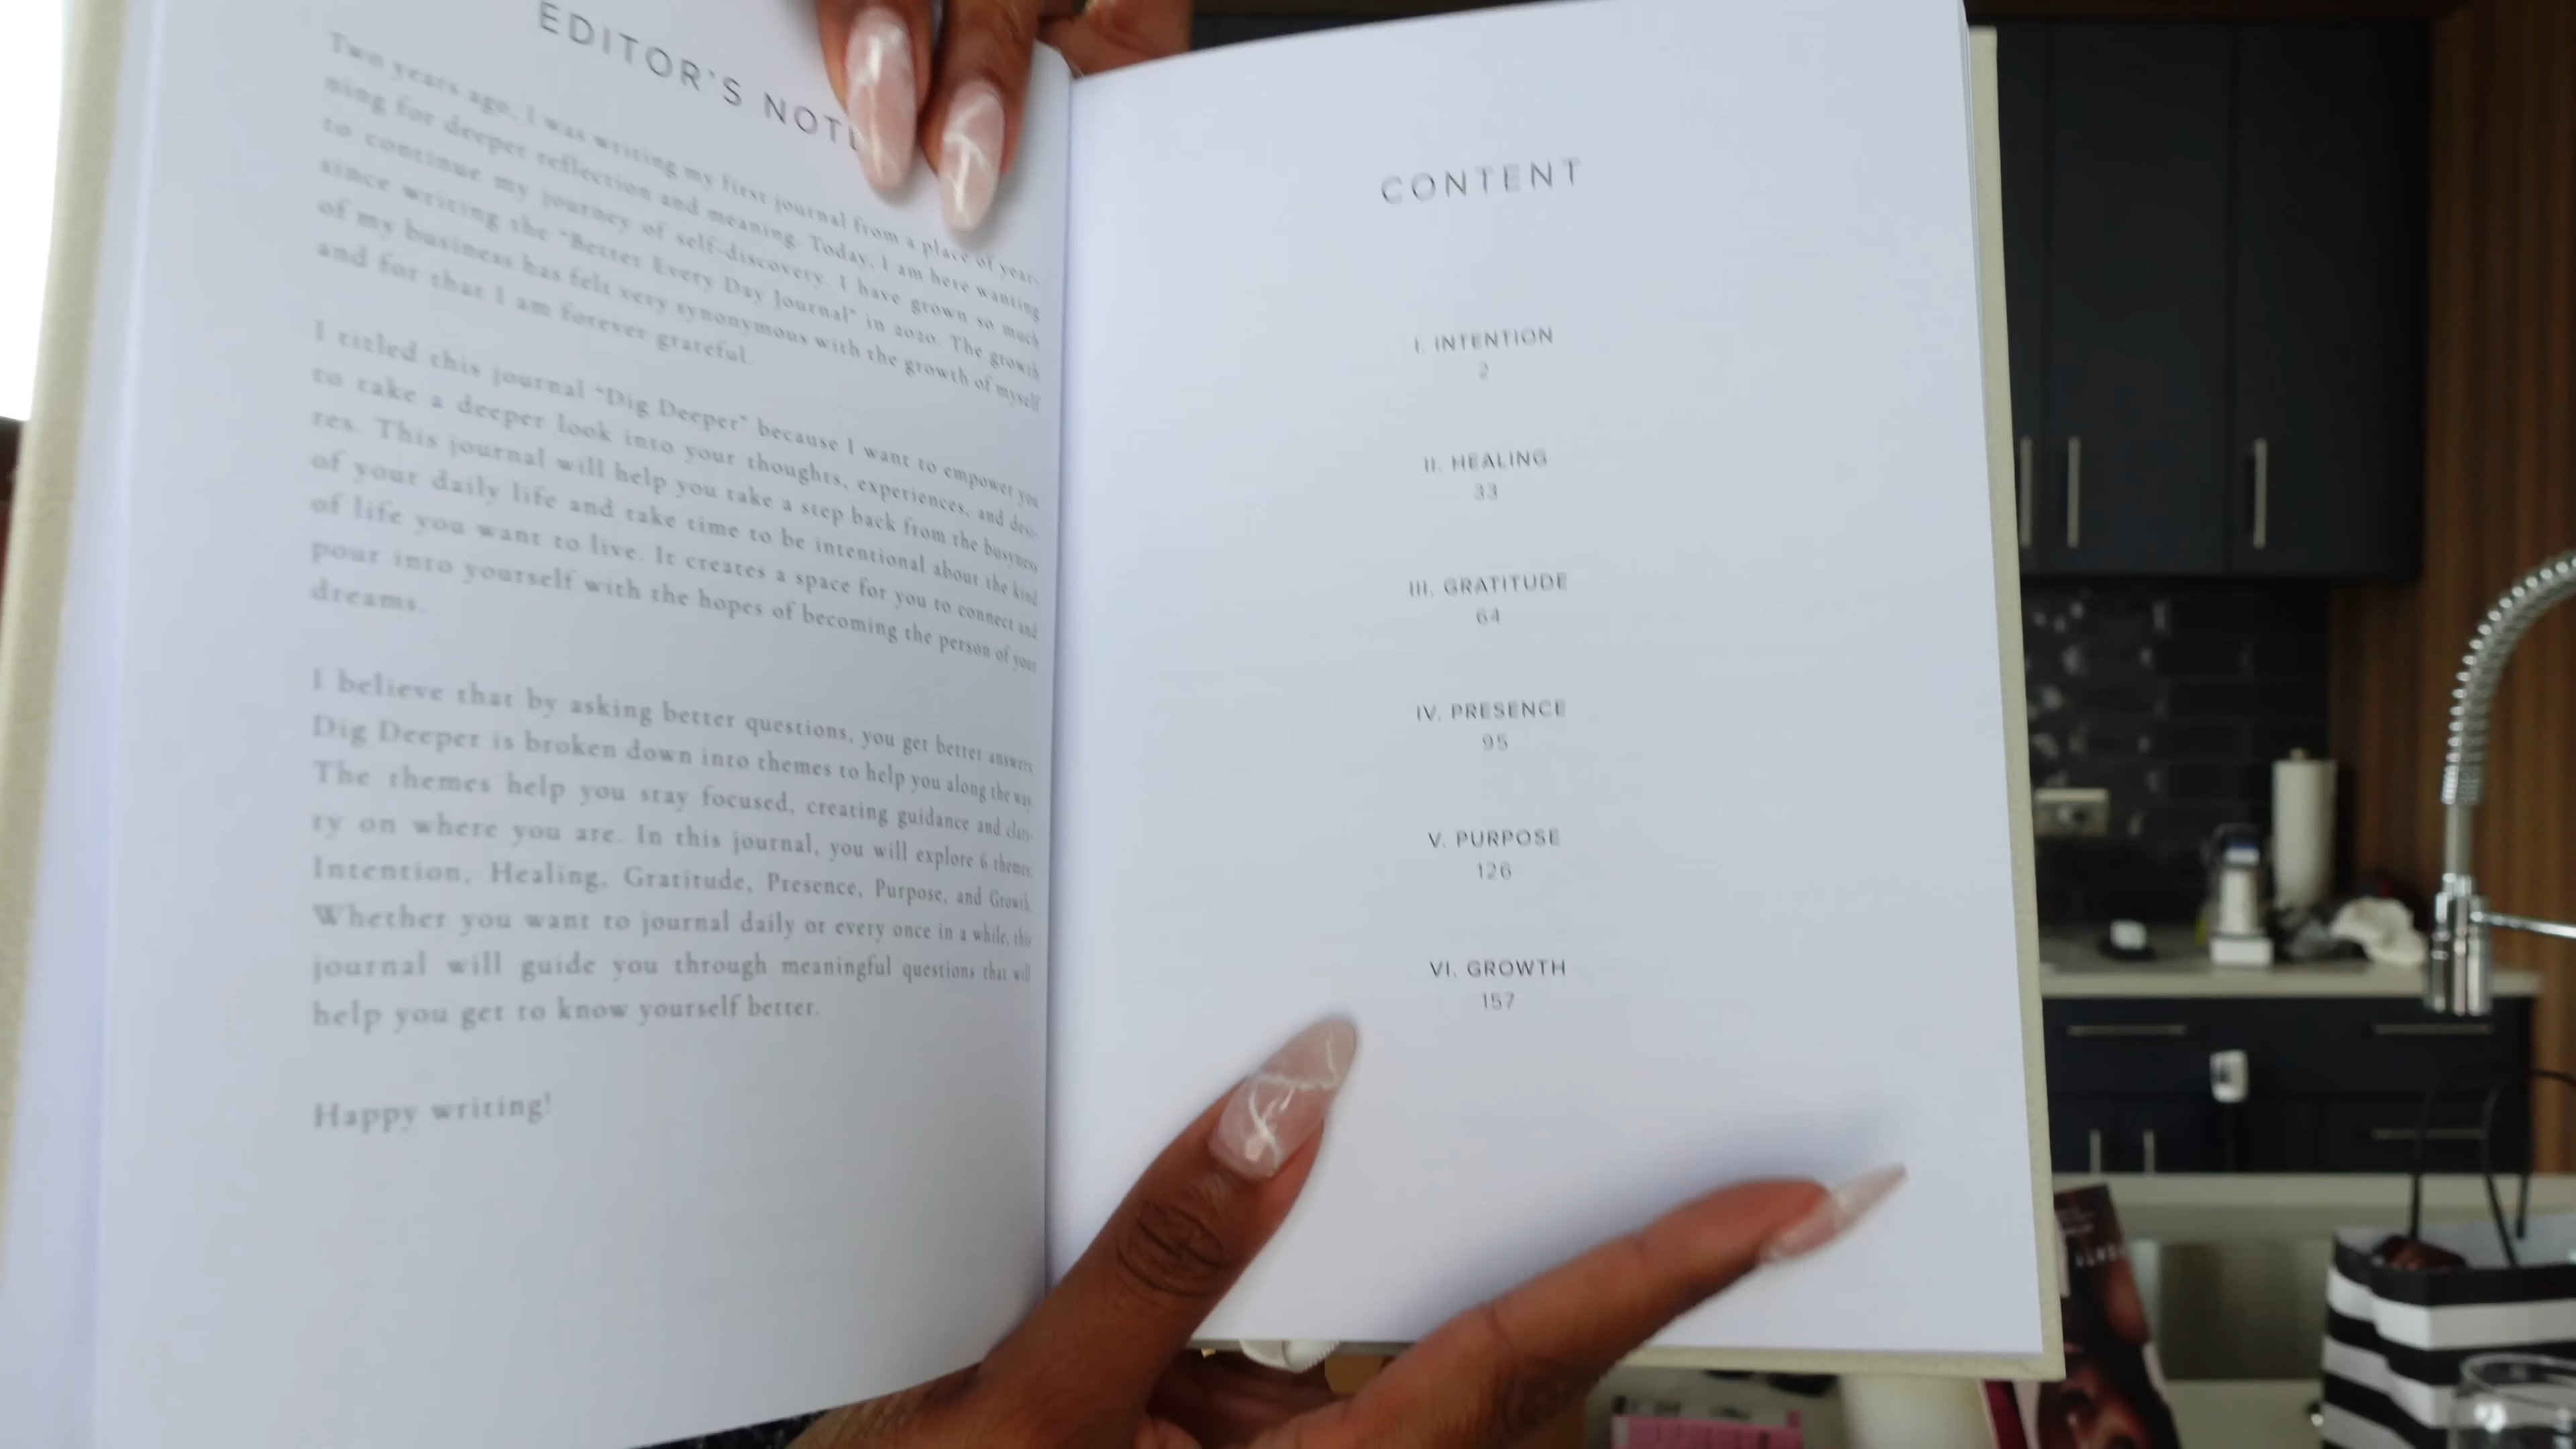 EDITOR'S NOTE
Two years ago, I was writing my first journal from a place of year-
ning for deeper reflection and meaning. Today, I am here wanting
to continue my journey of self-discovery. I have grown so much
since writing the "Better Every Day Journal" in 2020. The growth
of my business has felt very synonymous with the growth of myself
and for that I am forever grateful.
I titled this journal "Dig Deeper" because I want to empower you
to take a deeper look into your thoughts, experiences, and desi-
res. This journal will help you take a step back from the busyness
of your daily life and take time to be intentional about the kind
of life you want to live. It creates a space for you to connect and
pour into yourself with the hopes of becoming the person of your
dreams.
I believe that by asking better questions, you get better answers
Dig Deeper is broken down into themes to help you along the way
The themes help you stay focused, creating guidance and clari-
ty on where you are. In this journal, you will explore 6 themes
Intention, Healing, Gratitude, Presence, Purpose, and Growth
Whether you want to journal daily or every once in a while, this
journal will guide you through meaningful questions that will
help you get to know yourself better.
Happy writing!
CONTENT
I. INTENTION
2
II. HEALING
33
III. GRATITUDE
64
IV. PRESENCE
95
V. PURPOSE
126
VI. GROWTH
157